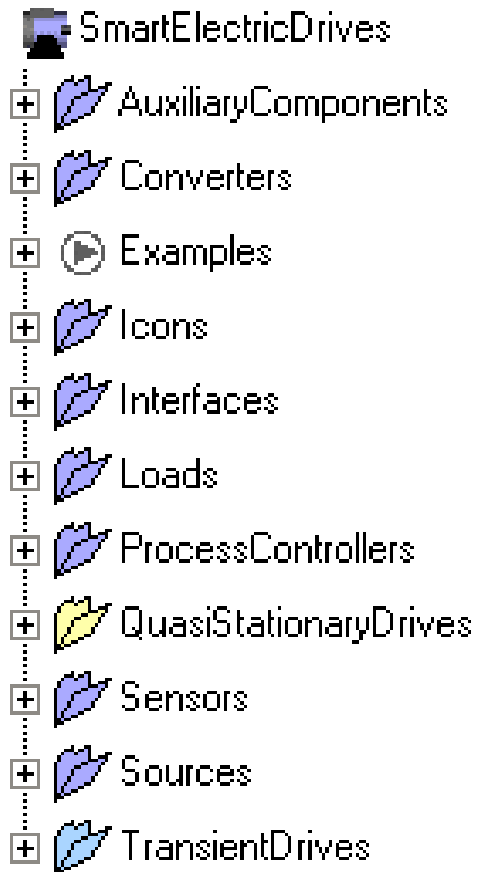 SmartElectricDrives
AuxiliaryComponents
Converters
Examples
Icons
Interfaces
Loads
ProcessControllers
QuasiStationaryDrives
Sensors
Sources
TransientDrives